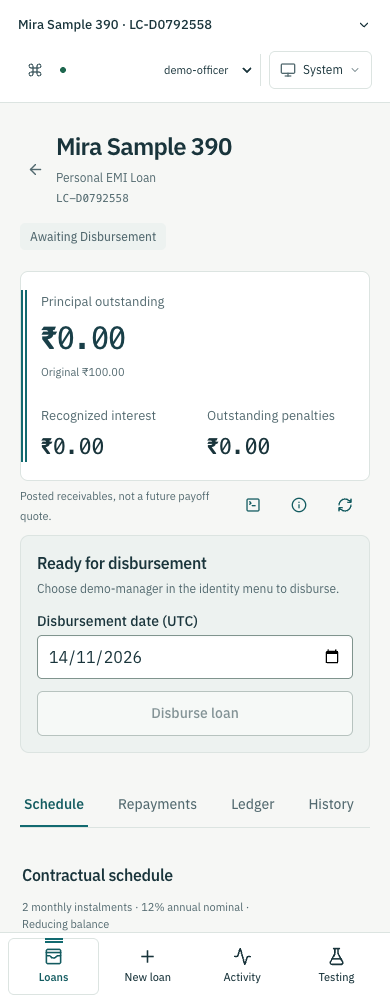 Mira Sample 390 · LC-D0792558
demo-officer
System
Mira Sample 390
Personal EMI Loan
LC–D0792558
Awaiting Disbursement
Principal outstanding
₹0.00
Original ₹100.00
Recognized interest
Outstanding penalties
₹0.00
₹0.00
Posted receivables, not a future payoff
quote.
Ready for disbursement
Choose demo-manager in the identity menu to disburse.
Disbursement date (UTC)
14/11/2026
Disburse loan
Schedule
Repayments
Ledger
History
Contractual schedule
2 monthly instalments · 12% annual nominal ·
Reducing balance
Loans
New loan
Activity
Testing